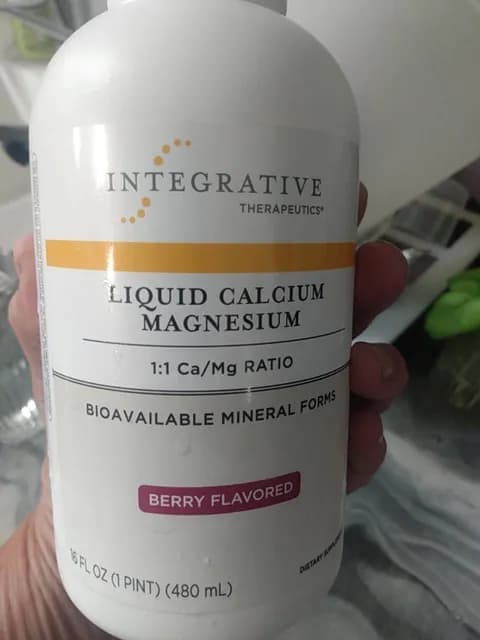 INTEGRATIVE
THERAPEUTICS®
LIQUID CALCIUM
MAGNESIUM
1:1 Ca/Mg RATIO
BIOAVAILABLE MINERAL FORMS
BERRY FLAVORED
16 FL OZ (1 PINT) (480 mL)
DIETARY